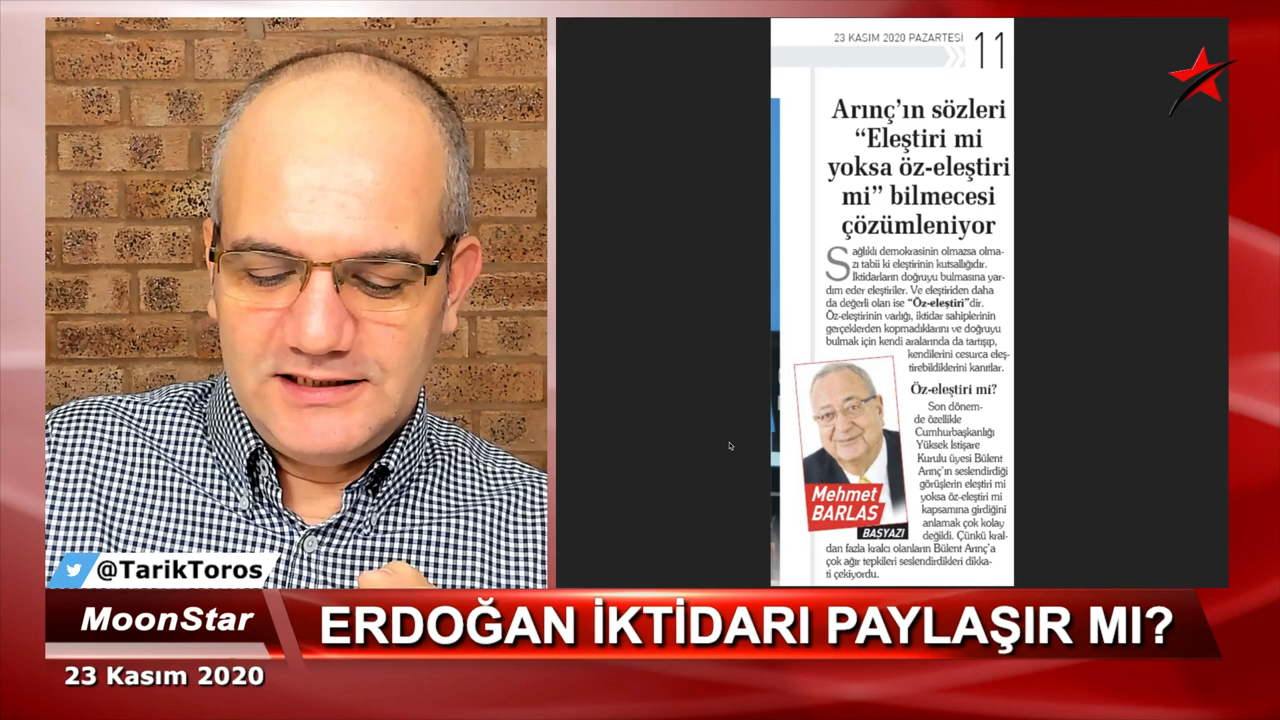 23 KASIM 2020 PAZARTESİ
11
Arınç’ın sözleri
“Eleştiri mi
yoksa öz-eleştiri
mi” bilmecesi
çözümleniyor
Sağlıklı demokrasinin olmazsa olma-
zı tabii ki eleştirinin kutsallığıdır.
İktidarların doğruyu bulmasına yar-
dım eder eleştiriler. Ve eleştiriden daha
da değerli olan ise “Öz-eleştiri”dir.
Öz-eleştirinin varlığı, iktidar sahiplerinin
gerçeklerden kopmadıklarını ve doğruyu
bulmak için kendi aralarında da tartışıp,
kendilerini cesurca eleş-
tirebildiklerini kanıtlar.
Öz-eleştiri mi?
Son dönem-
de özellikle
Cumhurbaşkanlığı
Yüksek İstişare
Kurulu üyesi Bülent
Arınç’ın seslendirdiği
görüşlerin eleştiri mi
yoksa öz-eleştiri mi
kapsamına girdiğini
anlamak çok kolay
değildi. Çünkü kral-
dan fazla kralcı olanların Bülent Arınç’a
çok ağır tepkileri seslendirdikleri dikka-
ti çekiyordu.
Mehmet
BARLAS
BAŞYAZI
@TarikToros
MoonStar
ERDOĞAN İKTİDARI PAYLAŞIR MI?
23 Kasım 2020